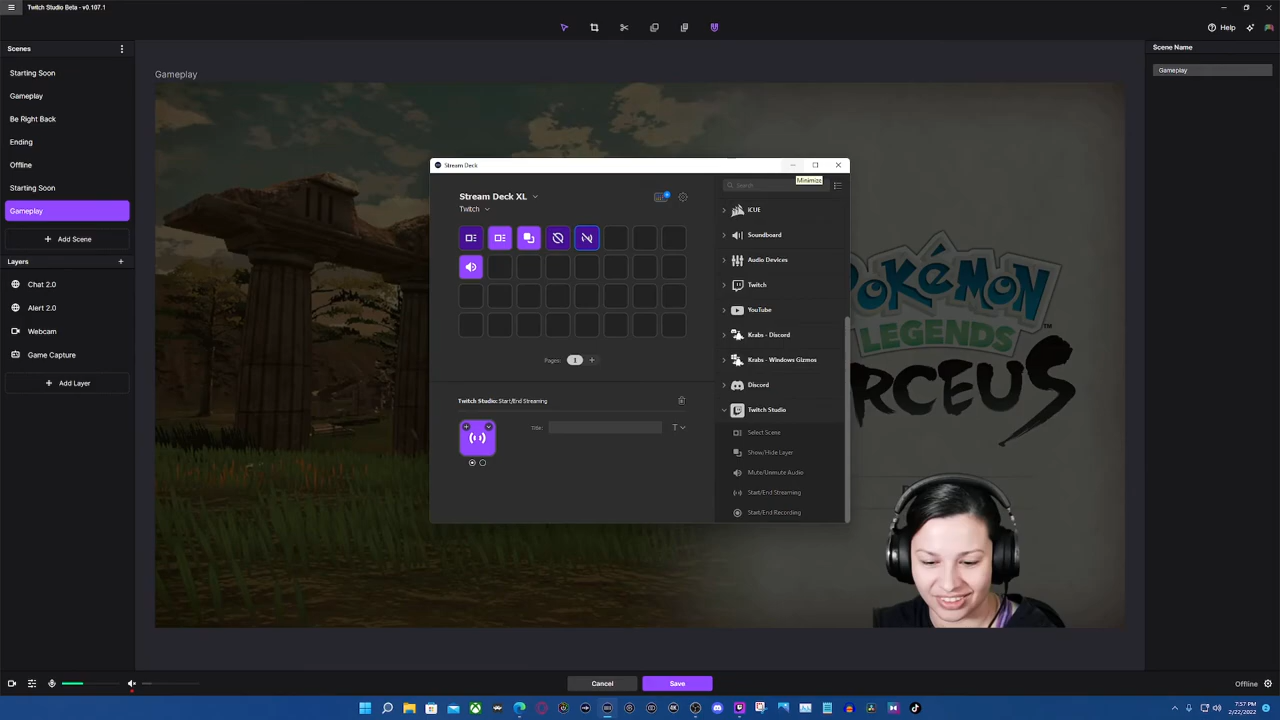 Twitch Studio Beta - v0.107.1
Help
Scenes
Starting Soon
Gameplay
Be Right Back
Ending
Offline
Starting Soon
Gameplay
Add Scene
Layers
Chat 2.0
Alert 2.0
Webcam
Game Capture
Add Layer
Gameplay
Scene Name
Gameplay
Stream Deck
Minimize
Stream Deck XL
Twitch
Search
Pages:
1
Twitch Studio: Start/End Streaming
Title:
T
iCUE
Soundboard
Audio Devices
Twitch
YouTube
Krabs - Discord
Krabs - Windows Gizmos
Discord
Twitch Studio
Select Scene
Show/Hide Layer
Mute/Unmute Audio
Start/End Streaming
Start/End Recording
POKéMON
LEGENDS
RCEUS
TM
Cancel
Save
Offline
7:57 PM
2/22/2022